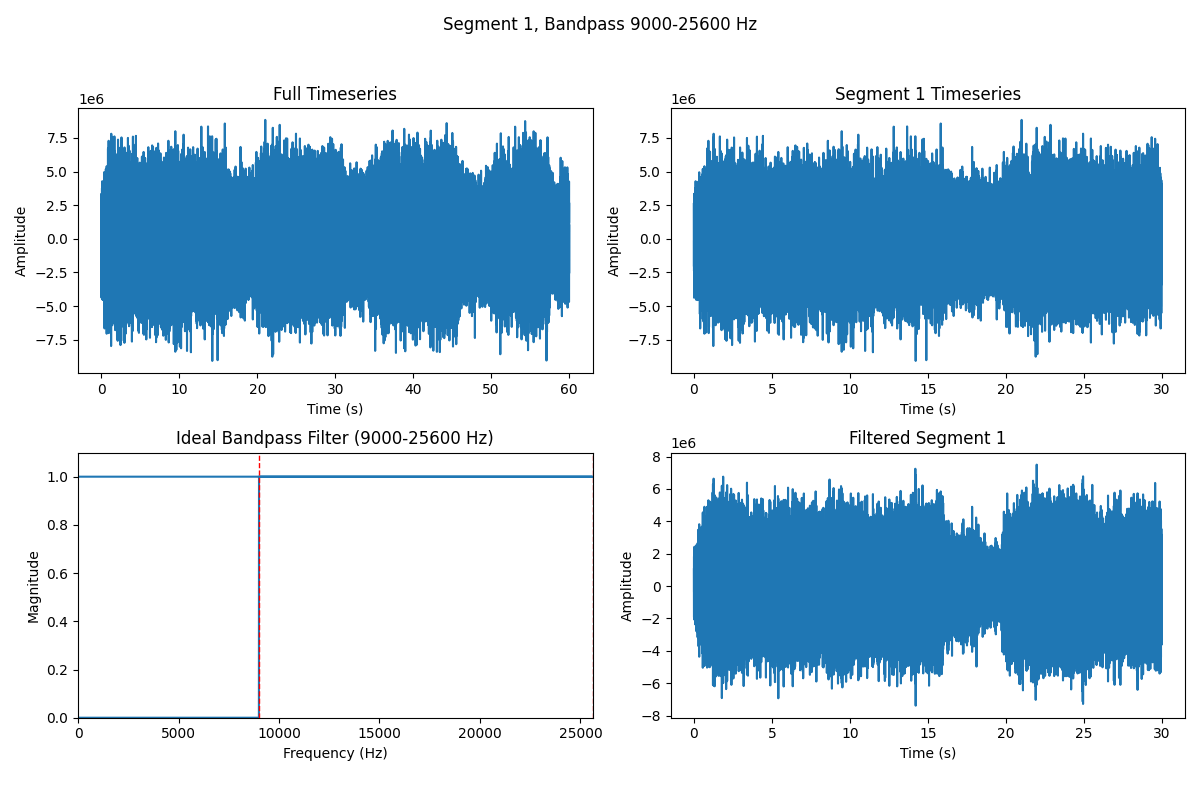 Segment 1, Bandpass 9000-25600 Hz
Full Timeseries
1e6
7.5
5.0
2.5
0.0
−2.5
−5.0
−7.5
Amplitude
0 10 20 30 40 50 60
Time (s)
Segment 1 Timeseries
1e6
7.5
5.0
2.5
0.0
−2.5
−5.0
−7.5
Amplitude
0 5 10 15 20 25 30
Time (s)
Ideal Bandpass Filter (9000-25600 Hz)
1.0
0.8
0.6
0.4
0.2
0.0
Magnitude
0 5000 10000 15000 20000 25000
Frequency (Hz)
Filtered Segment 1
1e6
8
6
4
2
0
−2
−4
−6
−8
Amplitude
0 5 10 15 20 25 30
Time (s)